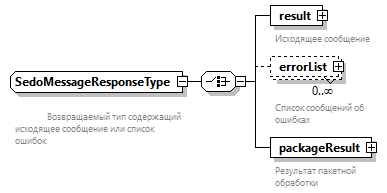 result
Исходящее сообщение
errorList
0..∞
Список сообщений об
ошибках
SedoMessageResponseType
Возвращаемый тип содержащий
исходящее сообщение или список
ошибок
packageResult
Результат пакетной
обработки